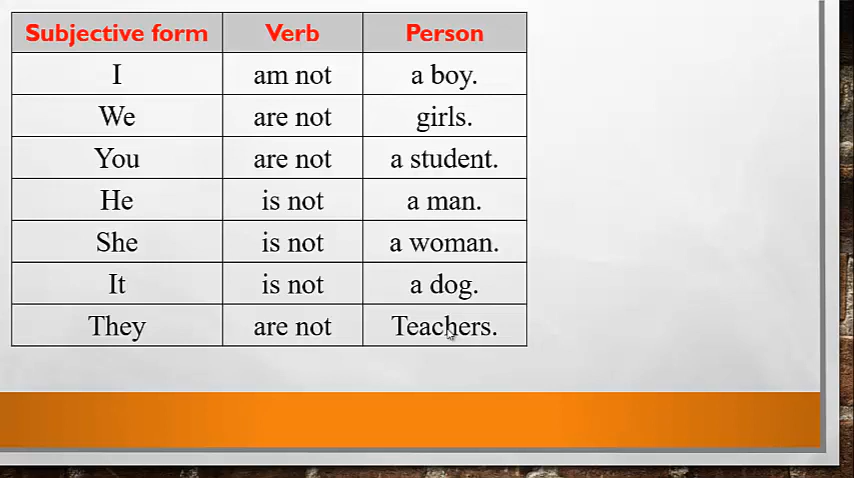 Subjective form Verb Person
I am not a boy.
We are not girls.
You are not a student.
He is not a man.
She is not a woman.
It is not a dog.
They are not Teachers.